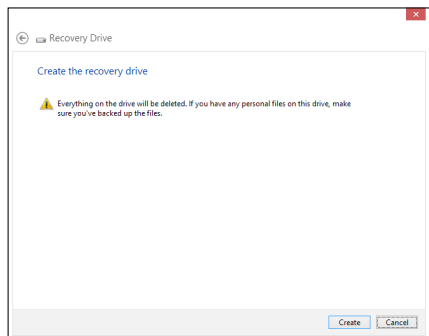 Recovery Drive
Create the recovery drive
Everything on the drive will be deleted. If you have any personal files on this drive, make
sure you've backed up the files.
Create Cancel